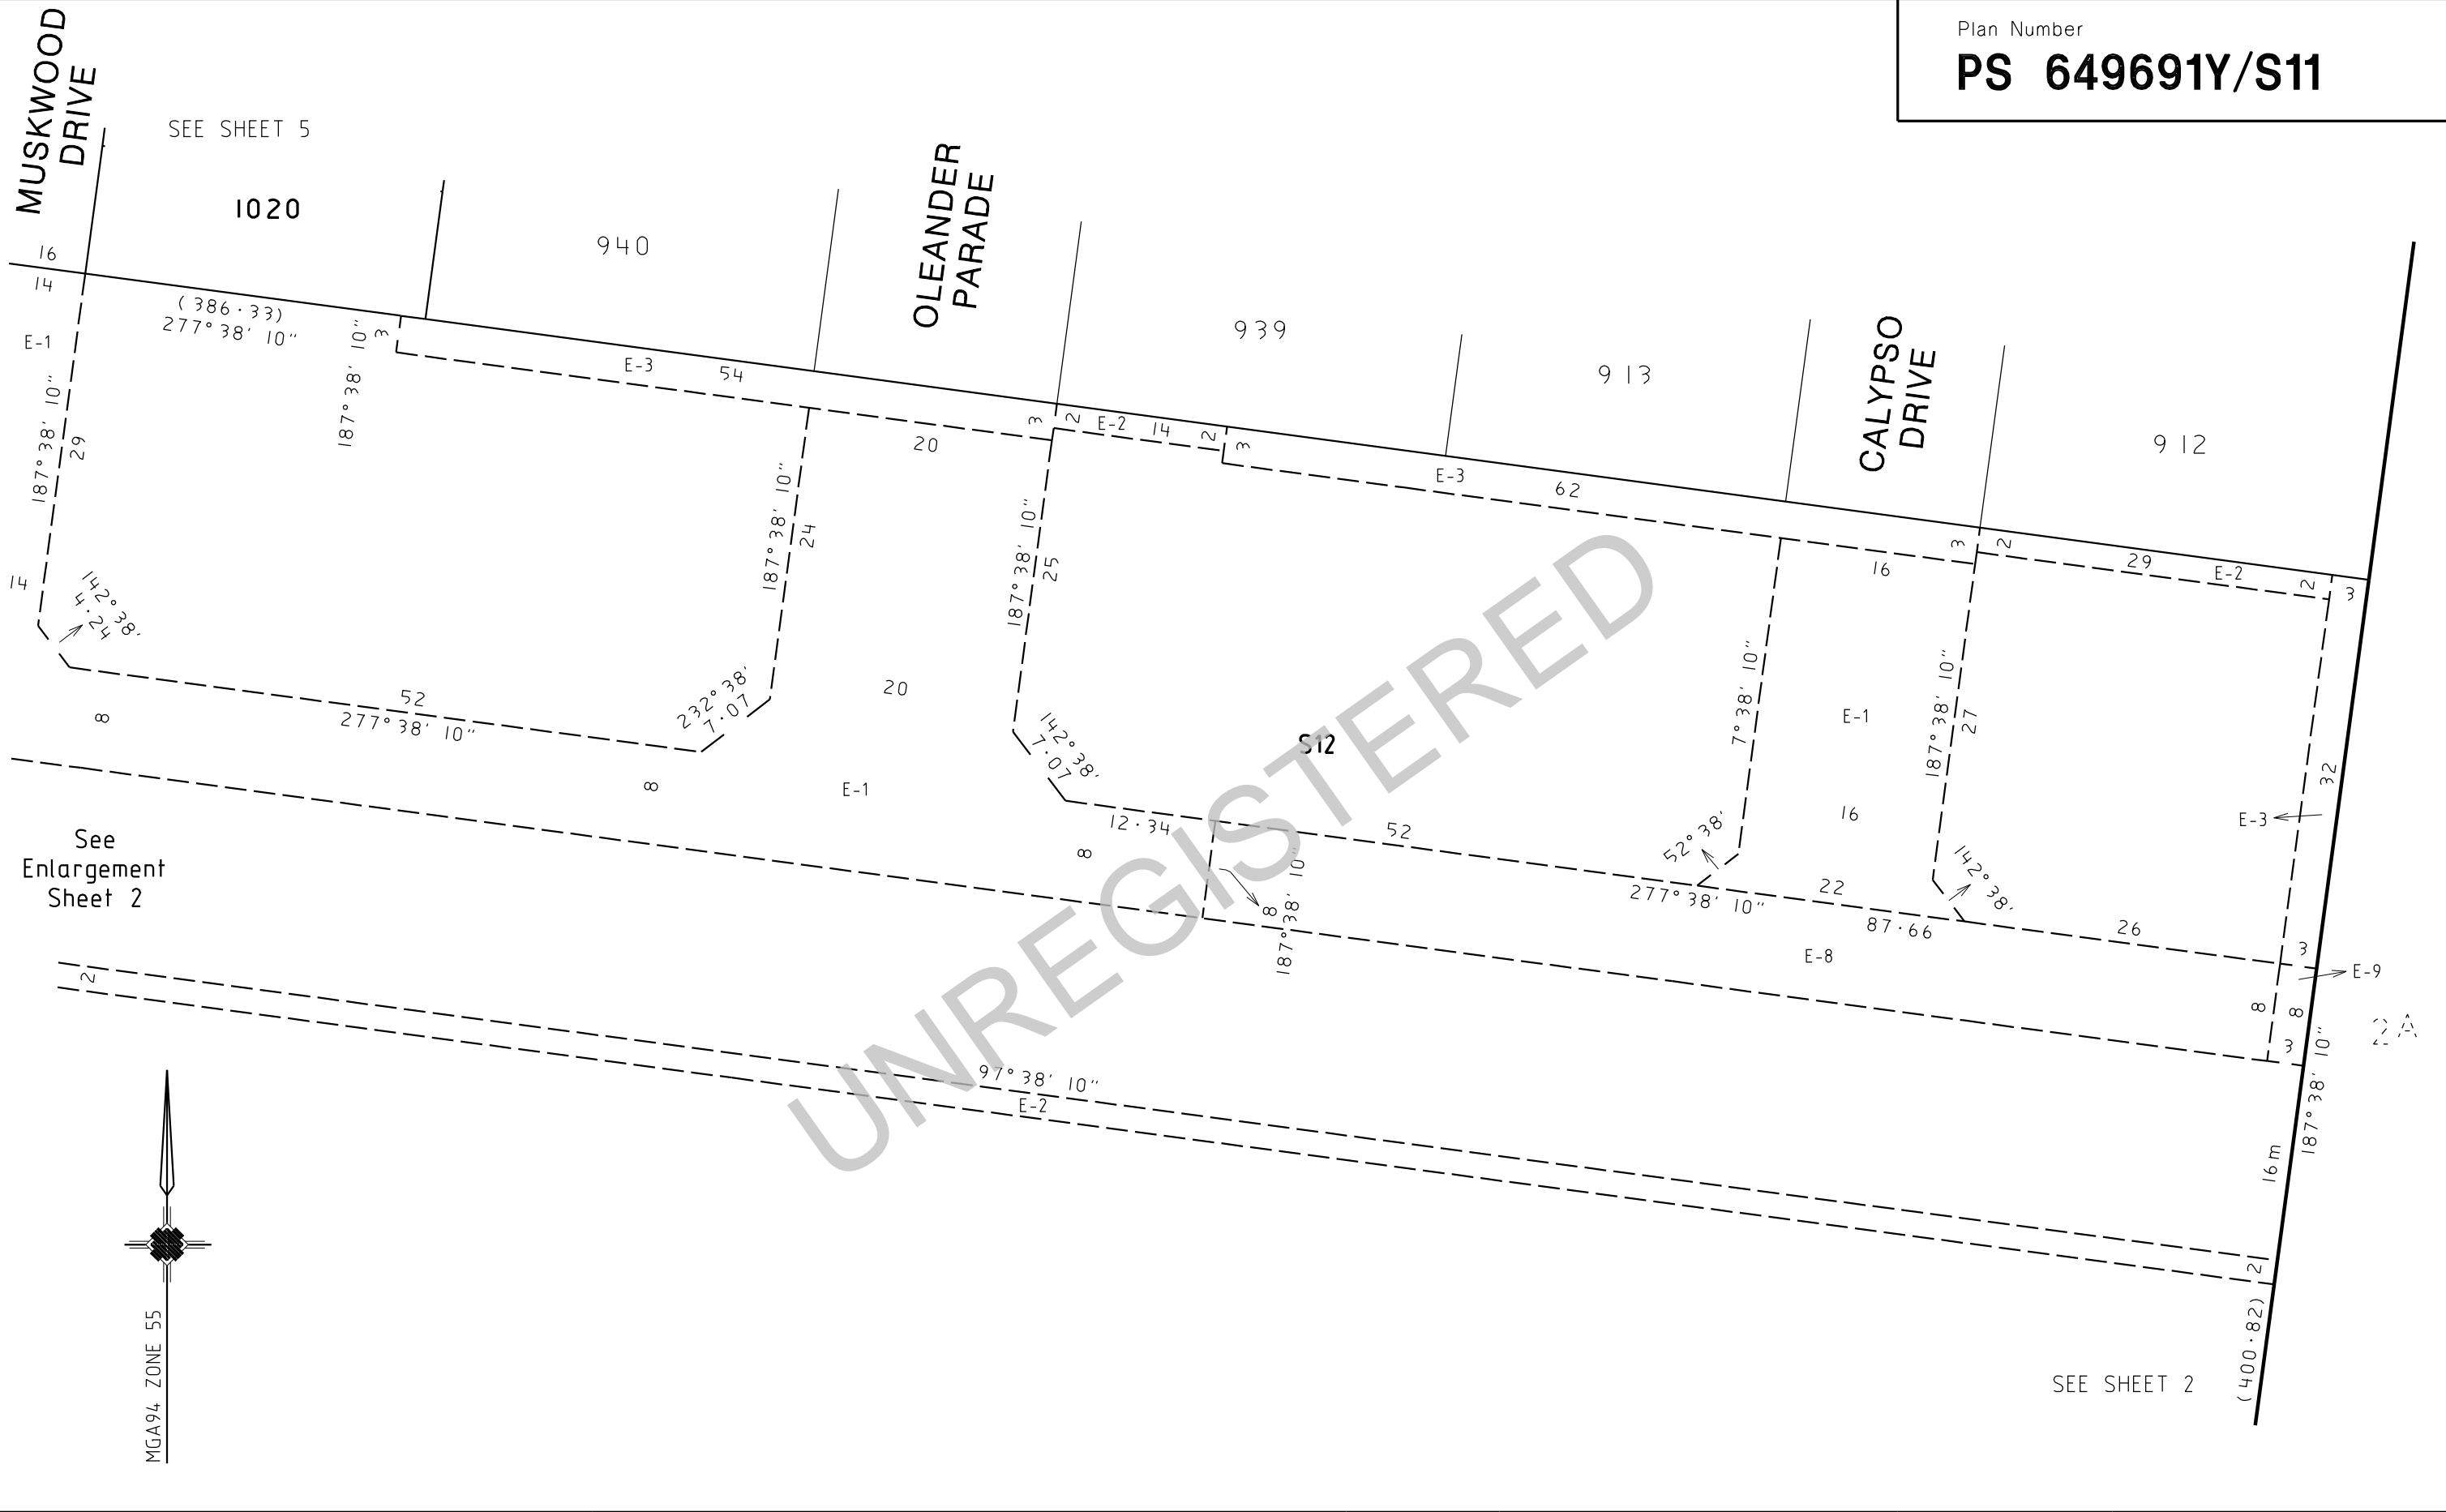 Plan Number
PS 649691Y/S11
MUSKWOOD
DRIVE
SEE SHEET 5
1020
940
OLEANDER
PARADE
939
913
CALYPSO
DRIVE
912
16
14
(386·33)
277°38' 10"
187°38' 10"
3
E-1
187°38' 10"
29
E-3
54
20
3
2
E-2
14
2
3
E-3
62
3
2
16
29
E-2
2
3
187°38' 10"
24
187°38' 10"
25
14
142°38'
4·24
52
277°38' 10"
232°38'
7·07
20
142°38'
7·07
S12
7°38' 10"
E-1
187°38' 10"
27
32
8
8
E-1
12·34
8
52
16
E-3
52°38'
142°38'
See
Enlargement
Sheet 2
8
187°38' 10"
277°38' 10"
22
87·66
26
3
E-8
E-9
8
8
3
2A
2
97°38' 10"
E-2
187°38' 10"
16m
2
(400·82)
SEE SHEET 2
MGA94 ZONE 55
UNREGISTERED